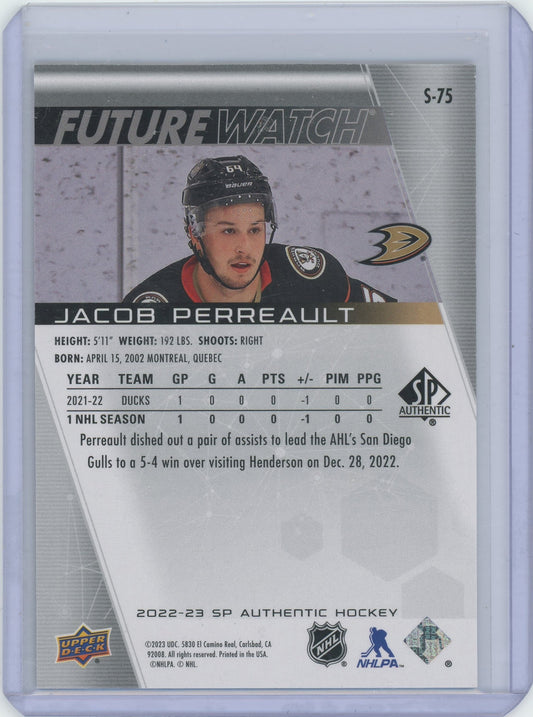 S-75
FUTURE WATCH®
64
BAUER
JACOB PERREAULT
HEIGHT: 5'11" WEIGHT: 192 LBS. SHOOTS: RIGHT
BORN: APRIL 15, 2002 MONTREAL, QUEBEC
YEAR TEAM GP G A PTS +/- PIM PPG
2021-22 DUCKS 1 0 0 0 -1 0 0
1 NHL SEASON 1 0 0 0 -1 0 0
SP
AUTHENTIC
®
Perreault dished out a pair of assists to lead the AHL's San Diego
Gulls to a 5-4 win over visiting Henderson on Dec. 28, 2022.
2022-23 SP AUTHENTIC HOCKEY
UPPER
D·E·C·K
©2023 UDC. 5830 El Camino Real, Carlsbad, CA
92008. All rights reserved. Printed in the USA.
©NHLPA. © NHL.
NHL
®
NHLPA™
®